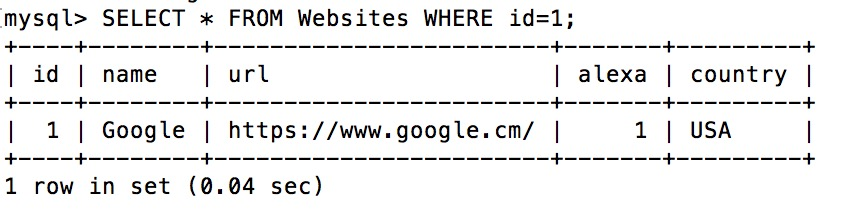 mysql> SELECT * FROM Websites WHERE id=1;
+----+--------+-------------------------+-------+---------+
| id | name   | url                     | alexa | country |
+----+--------+-------------------------+-------+---------+
|  1 | Google | https://www.google.cm/ |     1 | USA     |
+----+--------+-------------------------+-------+---------+
1 row in set (0.04 sec)